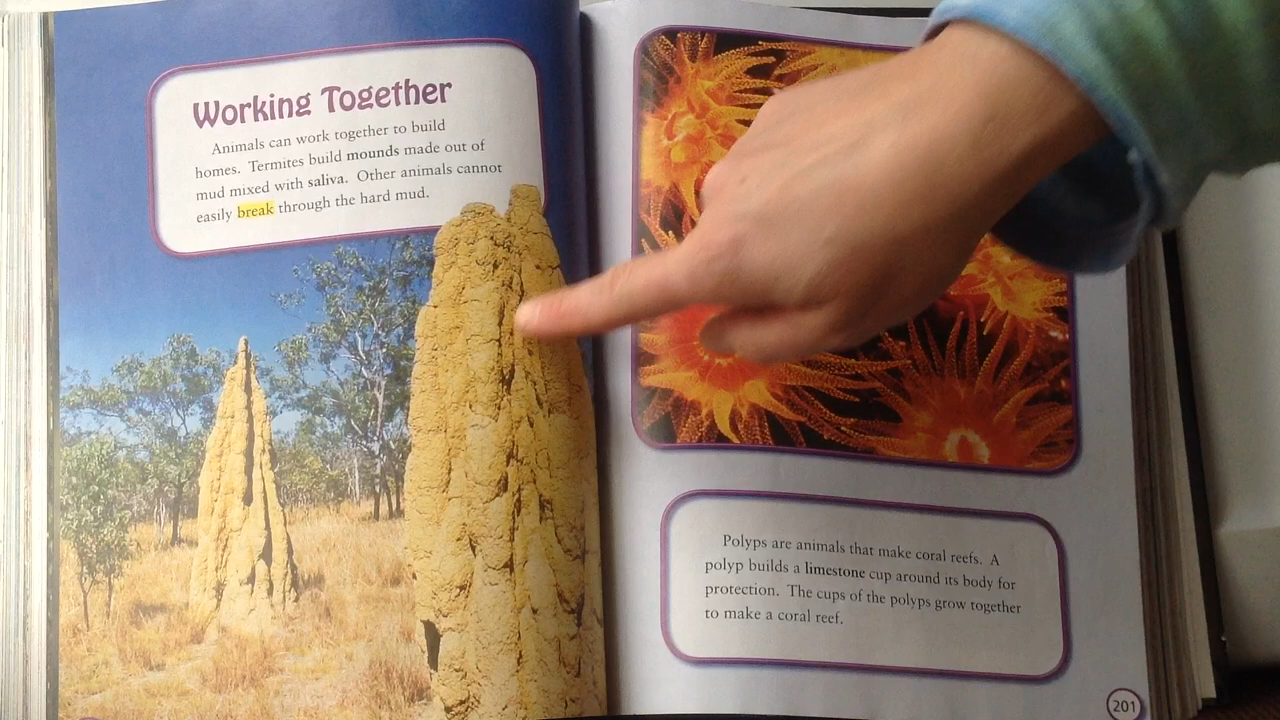 Working Together
Animals can work together to build
homes. Termites build mounds made out of
mud mixed with saliva. Other animals cannot
easily break through the hard mud.
Polyps are animals that make coral reefs. A
polyp builds a limestone cup around its body for
protection. The cups of the polyps grow together
to make a coral reef.
201